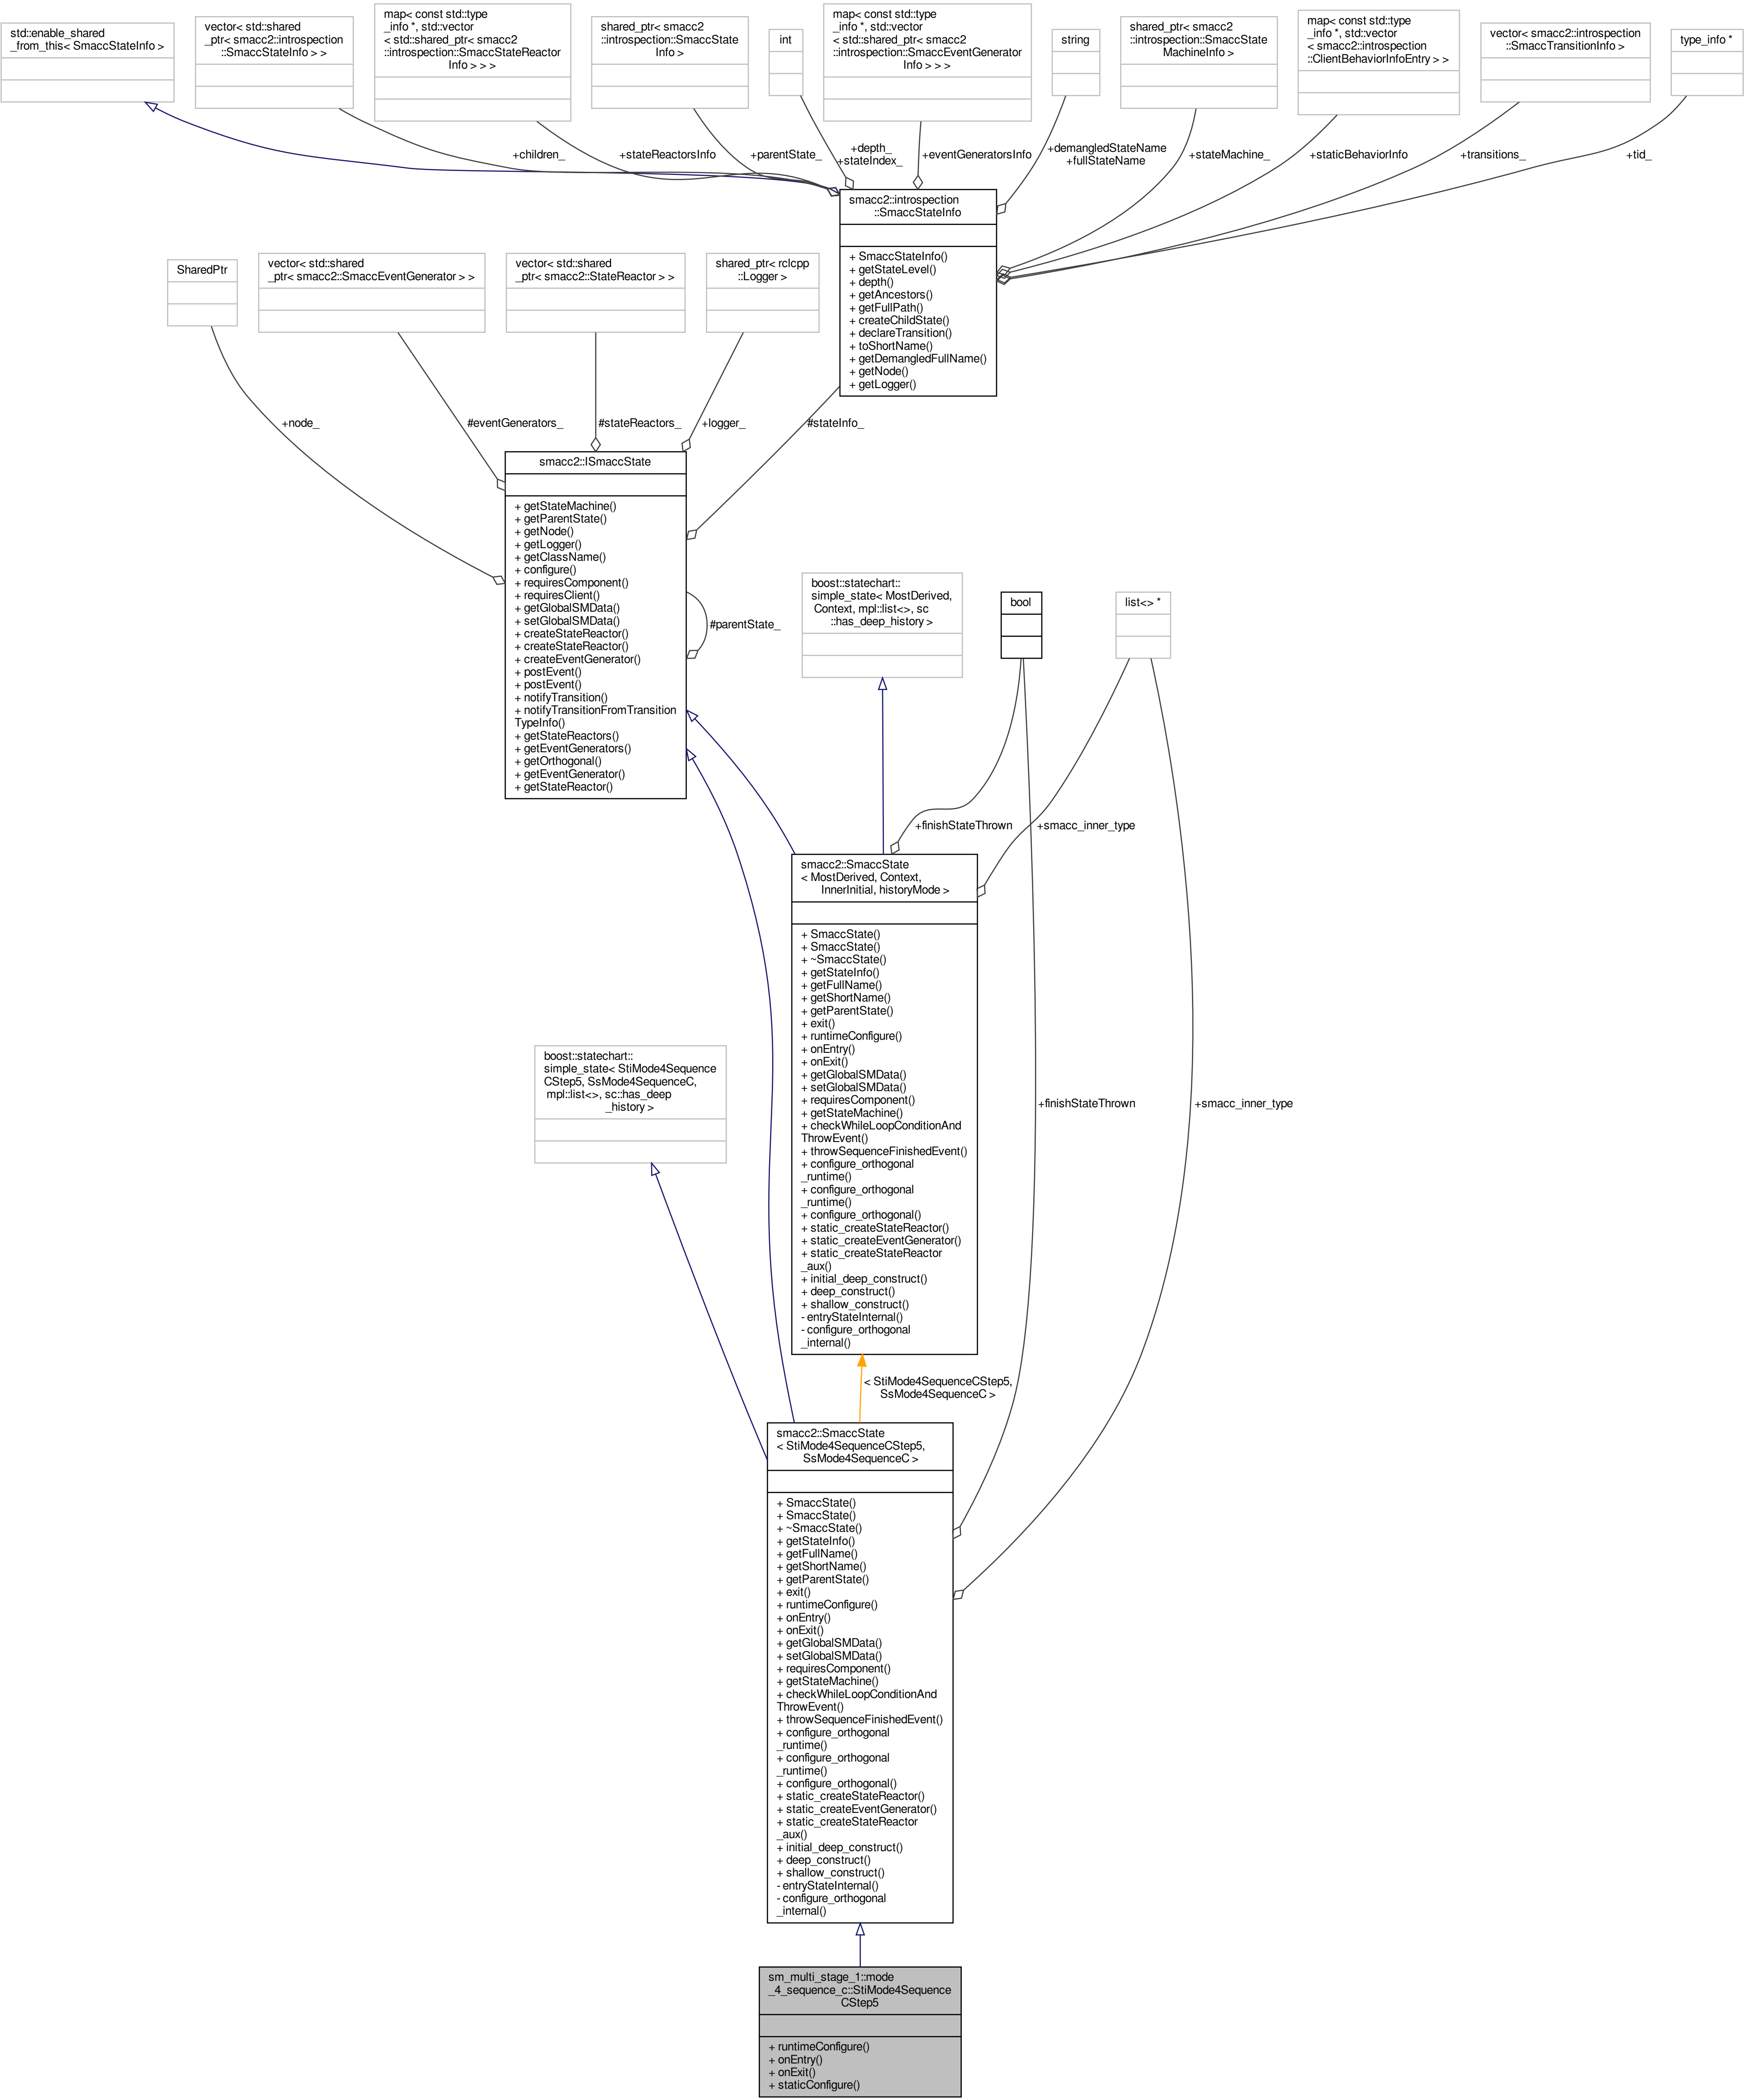 std::enable_shared
_from_this< SmaccStateInfo >
vector< std::shared
_ptr< smacc2::introspection
::SmaccStateInfo > >
map< const std::type
_info *, std::vector
< std::shared_ptr< smacc2
::introspection::SmaccStateReactor
Info > > >
shared_ptr< smacc2
::introspection::SmaccState
Info >
int
map< const std::type
_info *, std::vector
< std::shared_ptr< smacc2
::introspection::SmaccEventGenerator
Info > > >
string
shared_ptr< smacc2
::introspection::SmaccState
MachineInfo >
map< const std::type
_info *, std::vector
< smacc2::introspection
::ClientBehaviorInfoEntry > >
vector< smacc2::introspection
::SmaccTransitionInfo >
type_info *
+children_
+stateReactorsInfo
+parentState_
+depth_
+stateIndex_
+eventGeneratorsInfo
+demangledStateName
+fullStateName
+stateMachine_
+staticBehaviorInfo
+transitions_
+tid_
smacc2::introspection
::SmaccStateInfo
+ SmaccStateInfo()
+ getStateLevel()
+ depth()
+ getAncestors()
+ getFullPath()
+ createChildState()
+ declareTransition()
+ toShortName()
+ getDemangledFullName()
+ getNode()
+ getLogger()
SharedPtr
vector< std::shared
_ptr< smacc2::SmaccEventGenerator > >
vector< std::shared
_ptr< smacc2::StateReactor > >
shared_ptr< rclcpp
::Logger >
+node_
#eventGenerators_
#stateReactors_
+logger_
#stateInfo_
smacc2::ISmaccState
+ getStateMachine()
+ getParentState()
+ getNode()
+ getLogger()
+ getClassName()
+ configure()
+ requiresComponent()
+ requiresClient()
+ getGlobalSMData()
+ setGlobalSMData()
+ createStateReactor()
+ createStateReactor()
+ createEventGenerator()
+ postEvent()
+ postEvent()
+ notifyTransition()
+ notifyTransitionFromTransition
TypeInfo()
+ getStateReactors()
+ getEventGenerators()
+ getOrthogonal()
+ getEventGenerator()
+ getStateReactor()
#parentState_
boost::statechart::
simple_state< MostDerived,
Context, mpl::list<>, sc
::has_deep_history >
bool
list<> *
+finishStateThrown
+smacc_inner_type
smacc2::SmaccState
< MostDerived, Context,
InnerInitial, historyMode >
+ SmaccState()
+ SmaccState()
+ ~SmaccState()
+ getStateInfo()
+ getFullName()
+ getShortName()
+ getParentState()
+ exit()
+ runtimeConfigure()
+ onEntry()
+ onExit()
+ getGlobalSMData()
+ setGlobalSMData()
+ requiresComponent()
+ getStateMachine()
+ checkWhileLoopConditionAnd
ThrowEvent()
+ throwSequenceFinishedEvent()
+ configure_orthogonal
_runtime()
+ configure_orthogonal
_runtime()
+ configure_orthogonal()
+ static_createStateReactor()
+ static_createEventGenerator()
+ static_createStateReactor
_aux()
+ initial_deep_construct()
+ deep_construct()
+ shallow_construct()
- entryStateInternal()
- configure_orthogonal
_internal()
boost::statechart::
simple_state< StiMode4Sequence
CStep5, SsMode4SequenceC,
mpl::list<>, sc::has_deep
_history >
+finishStateThrown
+smacc_inner_type
< StiMode4SequenceCStep5,
SsMode4SequenceC >
smacc2::SmaccState
< StiMode4SequenceCStep5,
SsMode4SequenceC >
+ SmaccState()
+ SmaccState()
+ ~SmaccState()
+ getStateInfo()
+ getFullName()
+ getShortName()
+ getParentState()
+ exit()
+ runtimeConfigure()
+ onEntry()
+ onExit()
+ getGlobalSMData()
+ setGlobalSMData()
+ requiresComponent()
+ getStateMachine()
+ checkWhileLoopConditionAnd
ThrowEvent()
+ throwSequenceFinishedEvent()
+ configure_orthogonal
_runtime()
+ configure_orthogonal
_runtime()
+ configure_orthogonal()
+ static_createStateReactor()
+ static_createEventGenerator()
+ static_createStateReactor
_aux()
+ initial_deep_construct()
+ deep_construct()
+ shallow_construct()
- entryStateInternal()
- configure_orthogonal
_internal()
sm_multi_stage_1::mode
_4_sequence_c::StiMode4Sequence
CStep5
+ runtimeConfigure()
+ onEntry()
+ onExit()
+ staticConfigure()